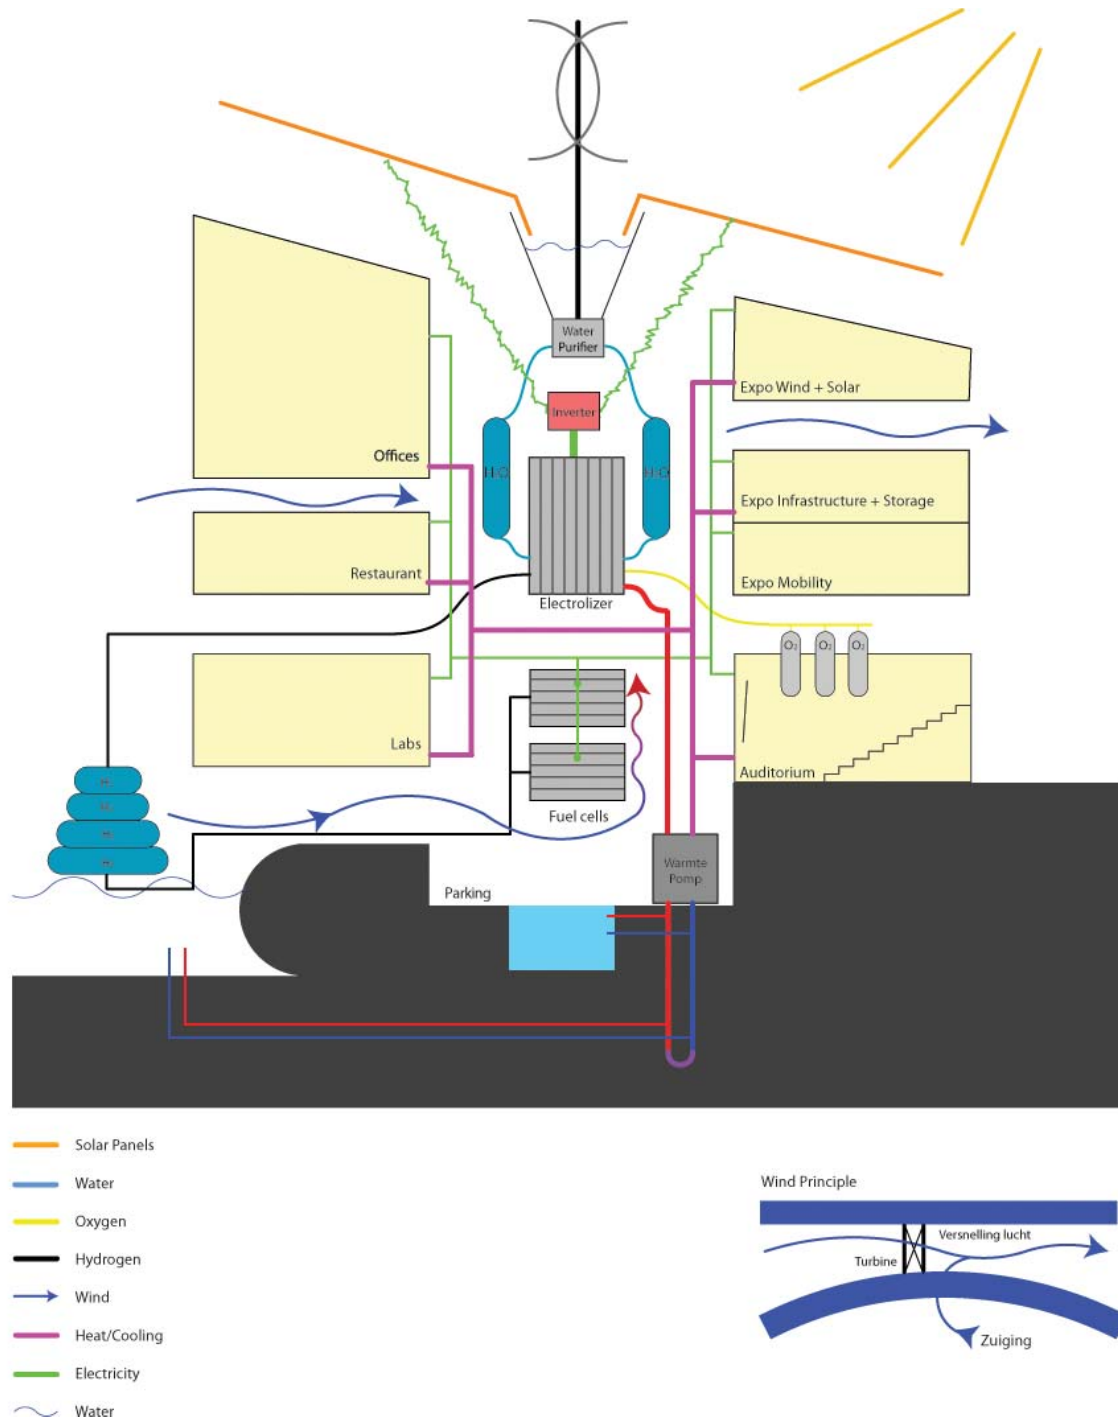 Water
Purifier
Inverter
H2O
H2O
Offices
Expo Wind + Solar
Expo Infrastructure + Storage
Restaurant
Expo Mobility
Electrolizer
O2
O2
O2
Labs
Auditorium
Fuel cells
Warmte
Pomp
Parking
Solar Panels
Water
Oxygen
Hydrogen
Wind
Heat/Cooling
Electricity
Water
Wind Principle
Versnelling lucht
Turbine
Zuiging